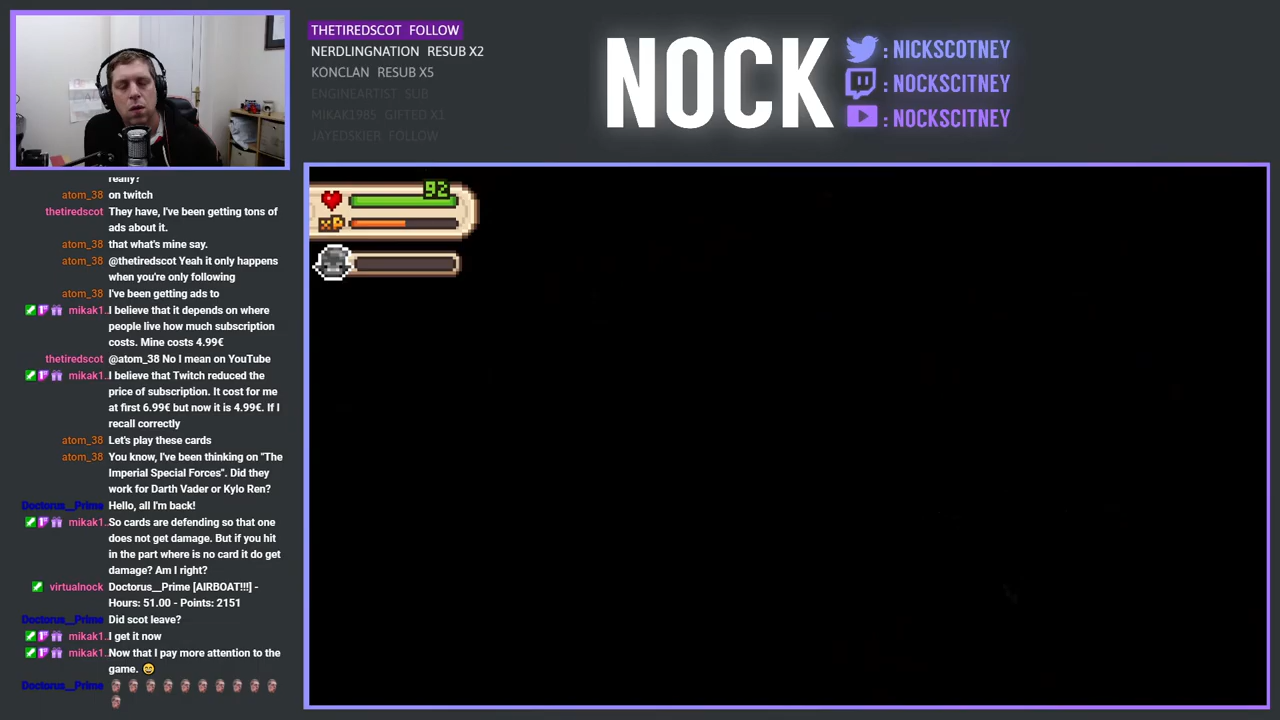 THETIREDSCOT FOLLOW
NERDLINGNATION RESUB X2
KONCLAN RESUB X5
ENGINEARTIST SUB
MIKAK1985 GIFTED X1
JAYEDSKIER FOLLOW
NOCK
: NICKSCOTNEY
: NOCKSCITNEY
: NOCKSCITNEY
92
XP
really?
atom_38 on twitch
thetiredscot They have, I've been getting tons of
ads about it.
atom_38 that what's mine say.
atom_38 @thetiredscot Yeah it only happens
when you're only following
atom_38 I've been getting ads to
mikak1.. I believe that it depends on where
people live how much subscription
costs. Mine costs 4.99€
thetiredscot @atom_38 No I mean on YouTube
mikak1.. I believe that Twitch reduced the
price of subscription. It cost for me
at first 6.99€ but now it is 4.99€. If I
recall correctly
atom_38 Let's play these cards
atom_38 You know, I've been thinking on "The
Imperial Special Forces". Did they
work for Darth Vader or Kylo Ren?
Doctorus__Prime Hello, all I'm back!
mikak1.. So cards are defending so that one
does not get damage. But if you hit
in the part where is no card it do get
damage? Am I right?
virtualnock Doctorus__Prime [AIRBOAT!!!] -
Hours: 51.00 - Points: 2151
Doctorus__Prime Did scot leave?
mikak1.. I get it now
mikak1.. Now that I pay more attention to the
game. 😄
Doctorus__Prime